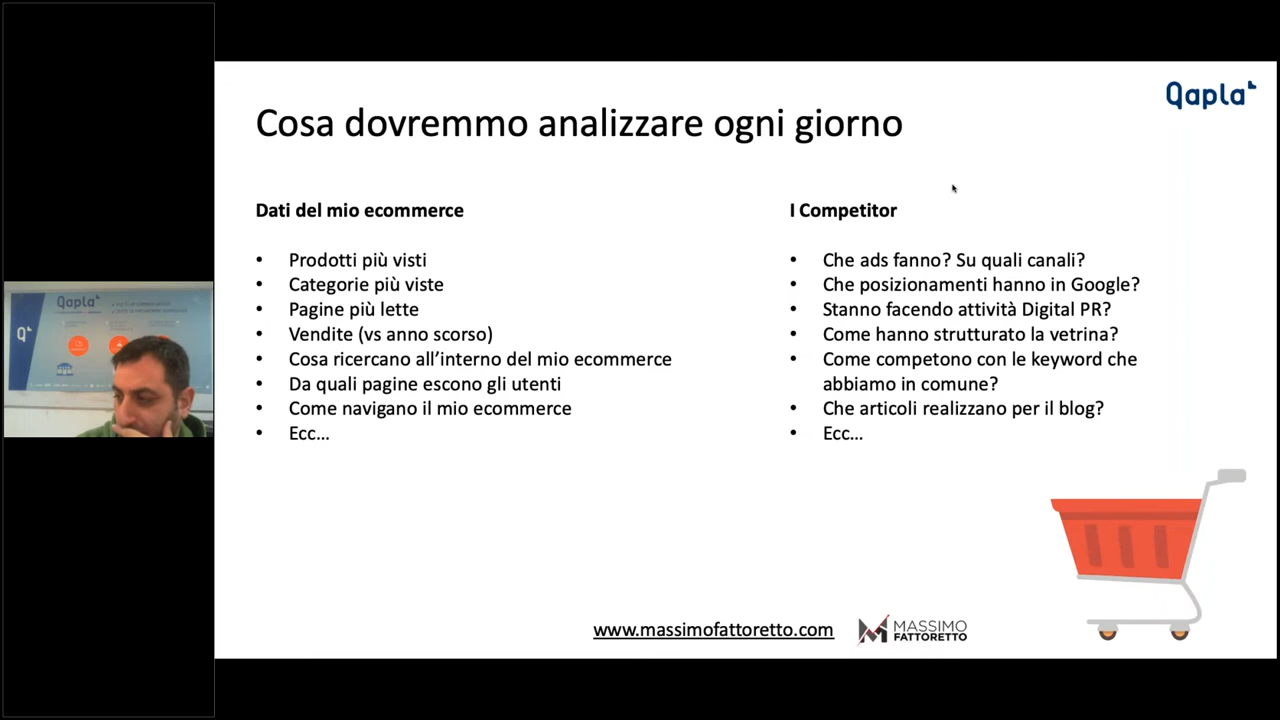 Qapla'
Cosa dovremmo analizzare ogni giorno
Dati del mio ecommerce
• Prodotti più visti
• Categorie più viste
• Pagine più lette
• Vendite (vs anno scorso)
• Cosa ricercano all’interno del mio ecommerce
• Da quali pagine escono gli utenti
• Come navigano il mio ecommerce
• Ecc...
I Competitor
• Che ads fanno? Su quali canali?
• Che posizionamenti hanno in Google?
• Stanno facendo attività Digital PR?
• Come hanno strutturato la vetrina?
• Come competono con le keyword che
abbiamo in comune?
• Che articoli realizzano per il blog?
• Ecc...
www.massimofattoretto.com
MASSIMO
FATTORETTO
Qapla'